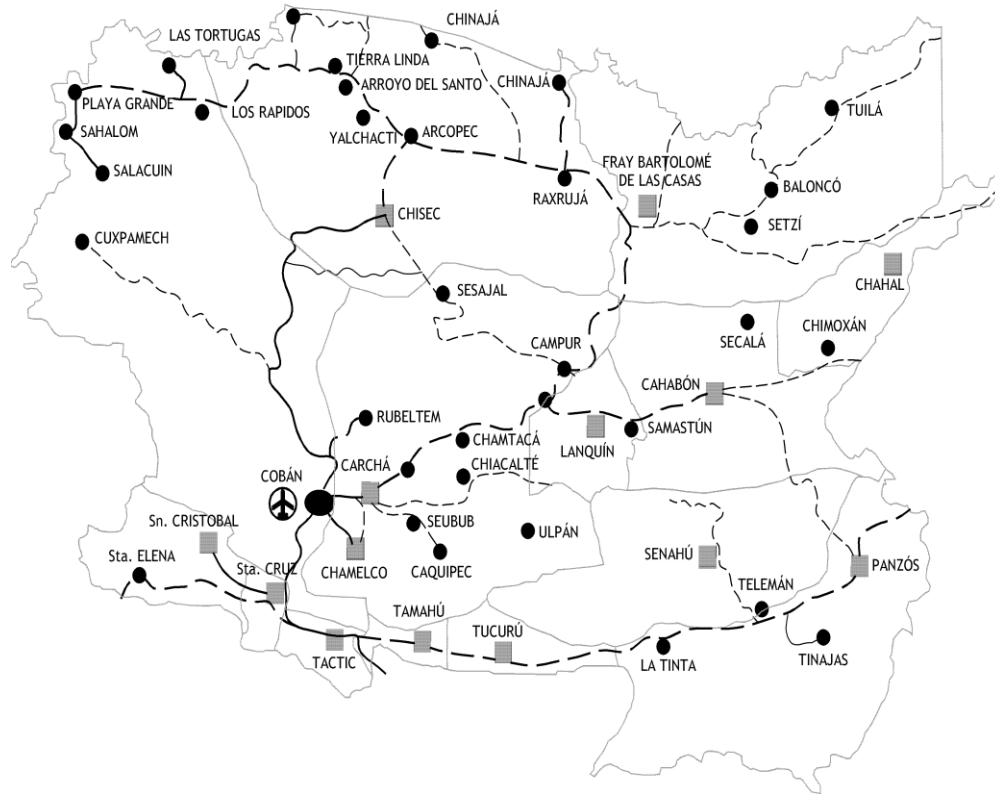 CHINAJÁ
LAS TORTUGAS
TIERRA LINDA
CHINAJÁ
ARROYO DEL SANTO
PLAYA GRANDE
LOS RAPIDOS
TUILÁ
SAHALOM
YALCHACTI
ARCOPEC
FRAY BARTOLOMÉ
DE LAS CASAS
SALACUIN
BALONCÓ
RAXRUJÁ
CHISEC
SETZÍ
CUXPAMECH
CHAHAL
SESAJAL
CHIMOXÁN
SECALÁ
CAMPUR
CAHABÓN
RUBELTEM
SAMASTÚN
CHAMTACÁ
LANQUÍN
CARCHÁ
CHIACALTÉ
COBÁN
Sn. CRISTOBAL
SEUBUB
ULPÁN
Sta. ELENA
SENAHÚ
PANZÓS
Sta. CRUZ
CHAMELCO
CAQUIPEC
TELEMÁN
TAMAHÚ
TUCURÚ
TACTIC
LA TINTA
TINAJAS